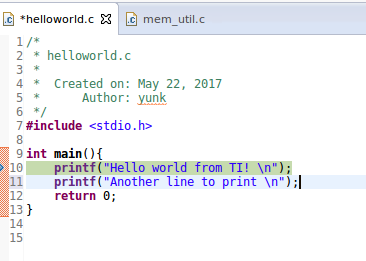 *helloworld.c mem_util.c
1 /*
2  * helloworld.c
3  *
4  *  Created on: May 22, 2017
5  *      Author: yunk
6  */
7 #include <stdio.h>
8
9 int main(){
10     printf("Hello world from TI! \n");
11     printf("Another line to print \n");
12     return 0;
13 }
14
15